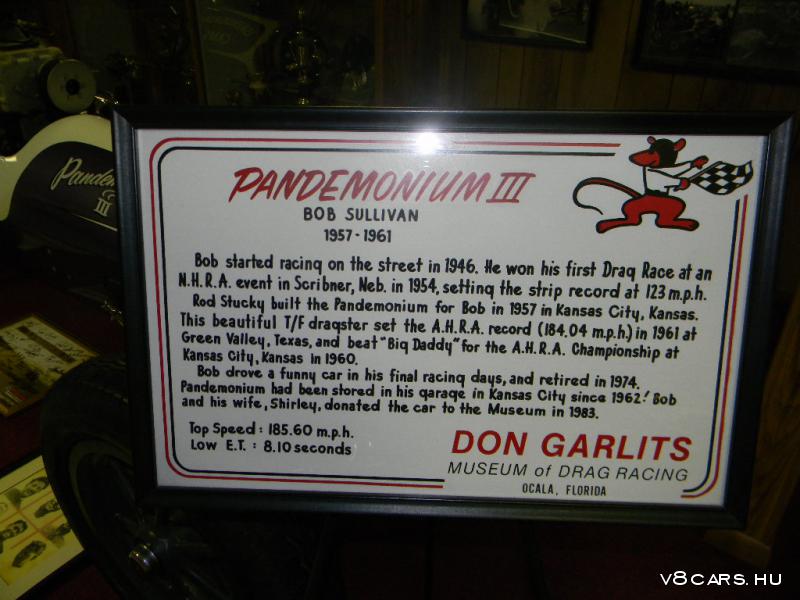 PANDEMONIUM III
BOB SULLIVAN
1957-1961
Bob started racing on the street in 1946. He won his first Drag Race at an
N.H.R.A. event in Scribner, Neb. in 1954, setting the strip record at 123 m.p.h.
Rod Stucky built the Pandemonium for Bob in 1957 in Kansas City, Kansas.
This beautiful T/F dragster set the A.H.R.A. record (184.04 m.p.h.) in 1961 at
Green Valley, Texas, and beat "Big Daddy" for the A.H.R.A. Championship at
Kansas City, Kansas in 1960.
Bob drove a funny car in his final racing days, and retired in 1974.
Pandemonium had been stored in his garage in Kansas City since 1962! Bob
and his wife, Shirley, donated the car to the Museum in 1983.
Top Speed: 185.60 m.p.h.
Low E.T. : 8.10 seconds
DON GARLITS
MUSEUM of DRAG RACING
OCALA, FLORIDA
Pandem
III
V8CARS.HU